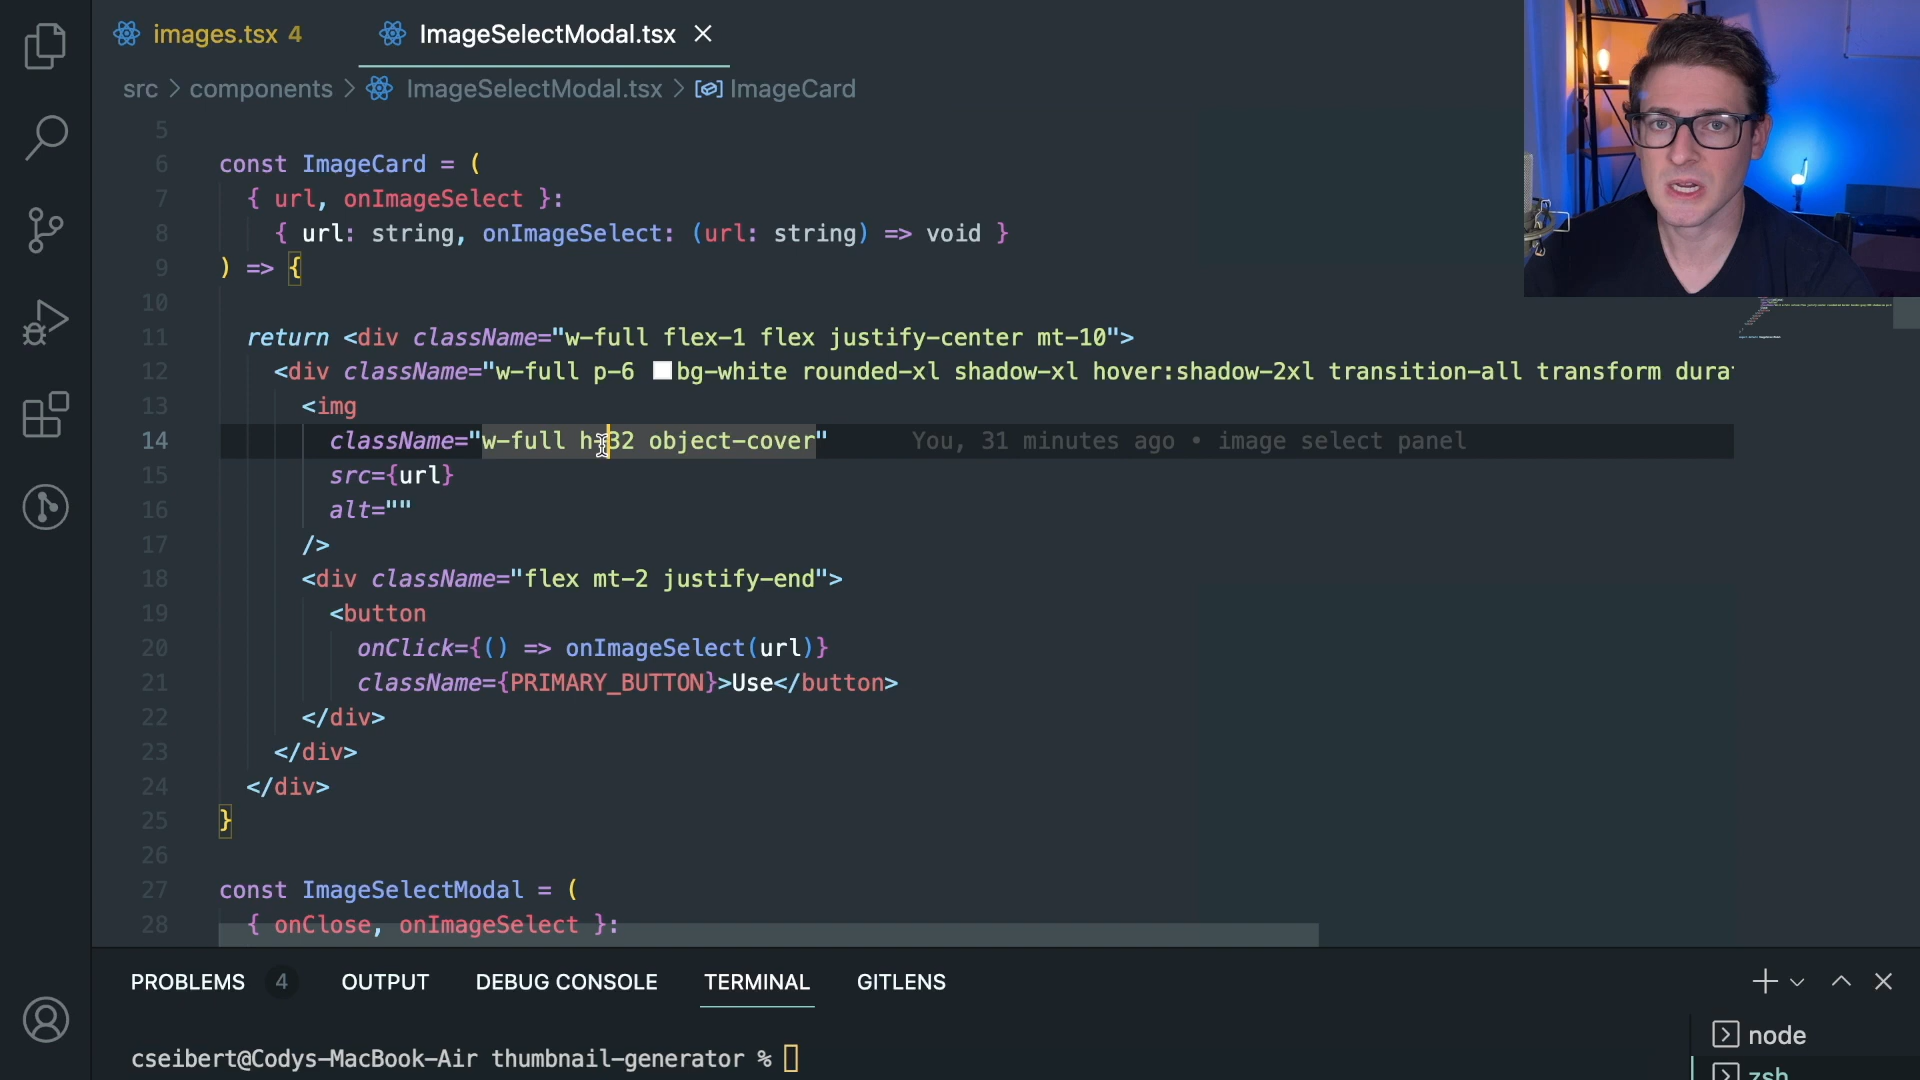 images.tsx 4
ImageSelectModal.tsx
src > components > ImageSelectModal.tsx > ImageCard
5
6 const ImageCard = (
7 { url, onImageSelect }:
8 { url: string, onImageSelect: (url: string) => void }
9 ) => {
10
11 return <div className="w-full flex-1 flex justify-center mt-10">
12 <div className="w-full p-6 bg-white rounded-xl shadow-xl hover:shadow-2xl transition-all transform dura
13 <img
14 className="w-full h-32 object-cover" You, 31 minutes ago • image select panel
15 src={url}
16 alt=""
17 />
18 <div className="flex mt-2 justify-end">
19 <button
20 onClick={() => onImageSelect(url)}
21 className={PRIMARY_BUTTON}>Use</button>
22 </div>
23 </div>
24 </div>
25 }
26
27 const ImageSelectModal = (
28 { onClose, onImageSelect }:
PROBLEMS 4 OUTPUT DEBUG CONSOLE TERMINAL GITLENS
node
cseibert@Codys-MacBook-Air thumbnail-generator %
zsh